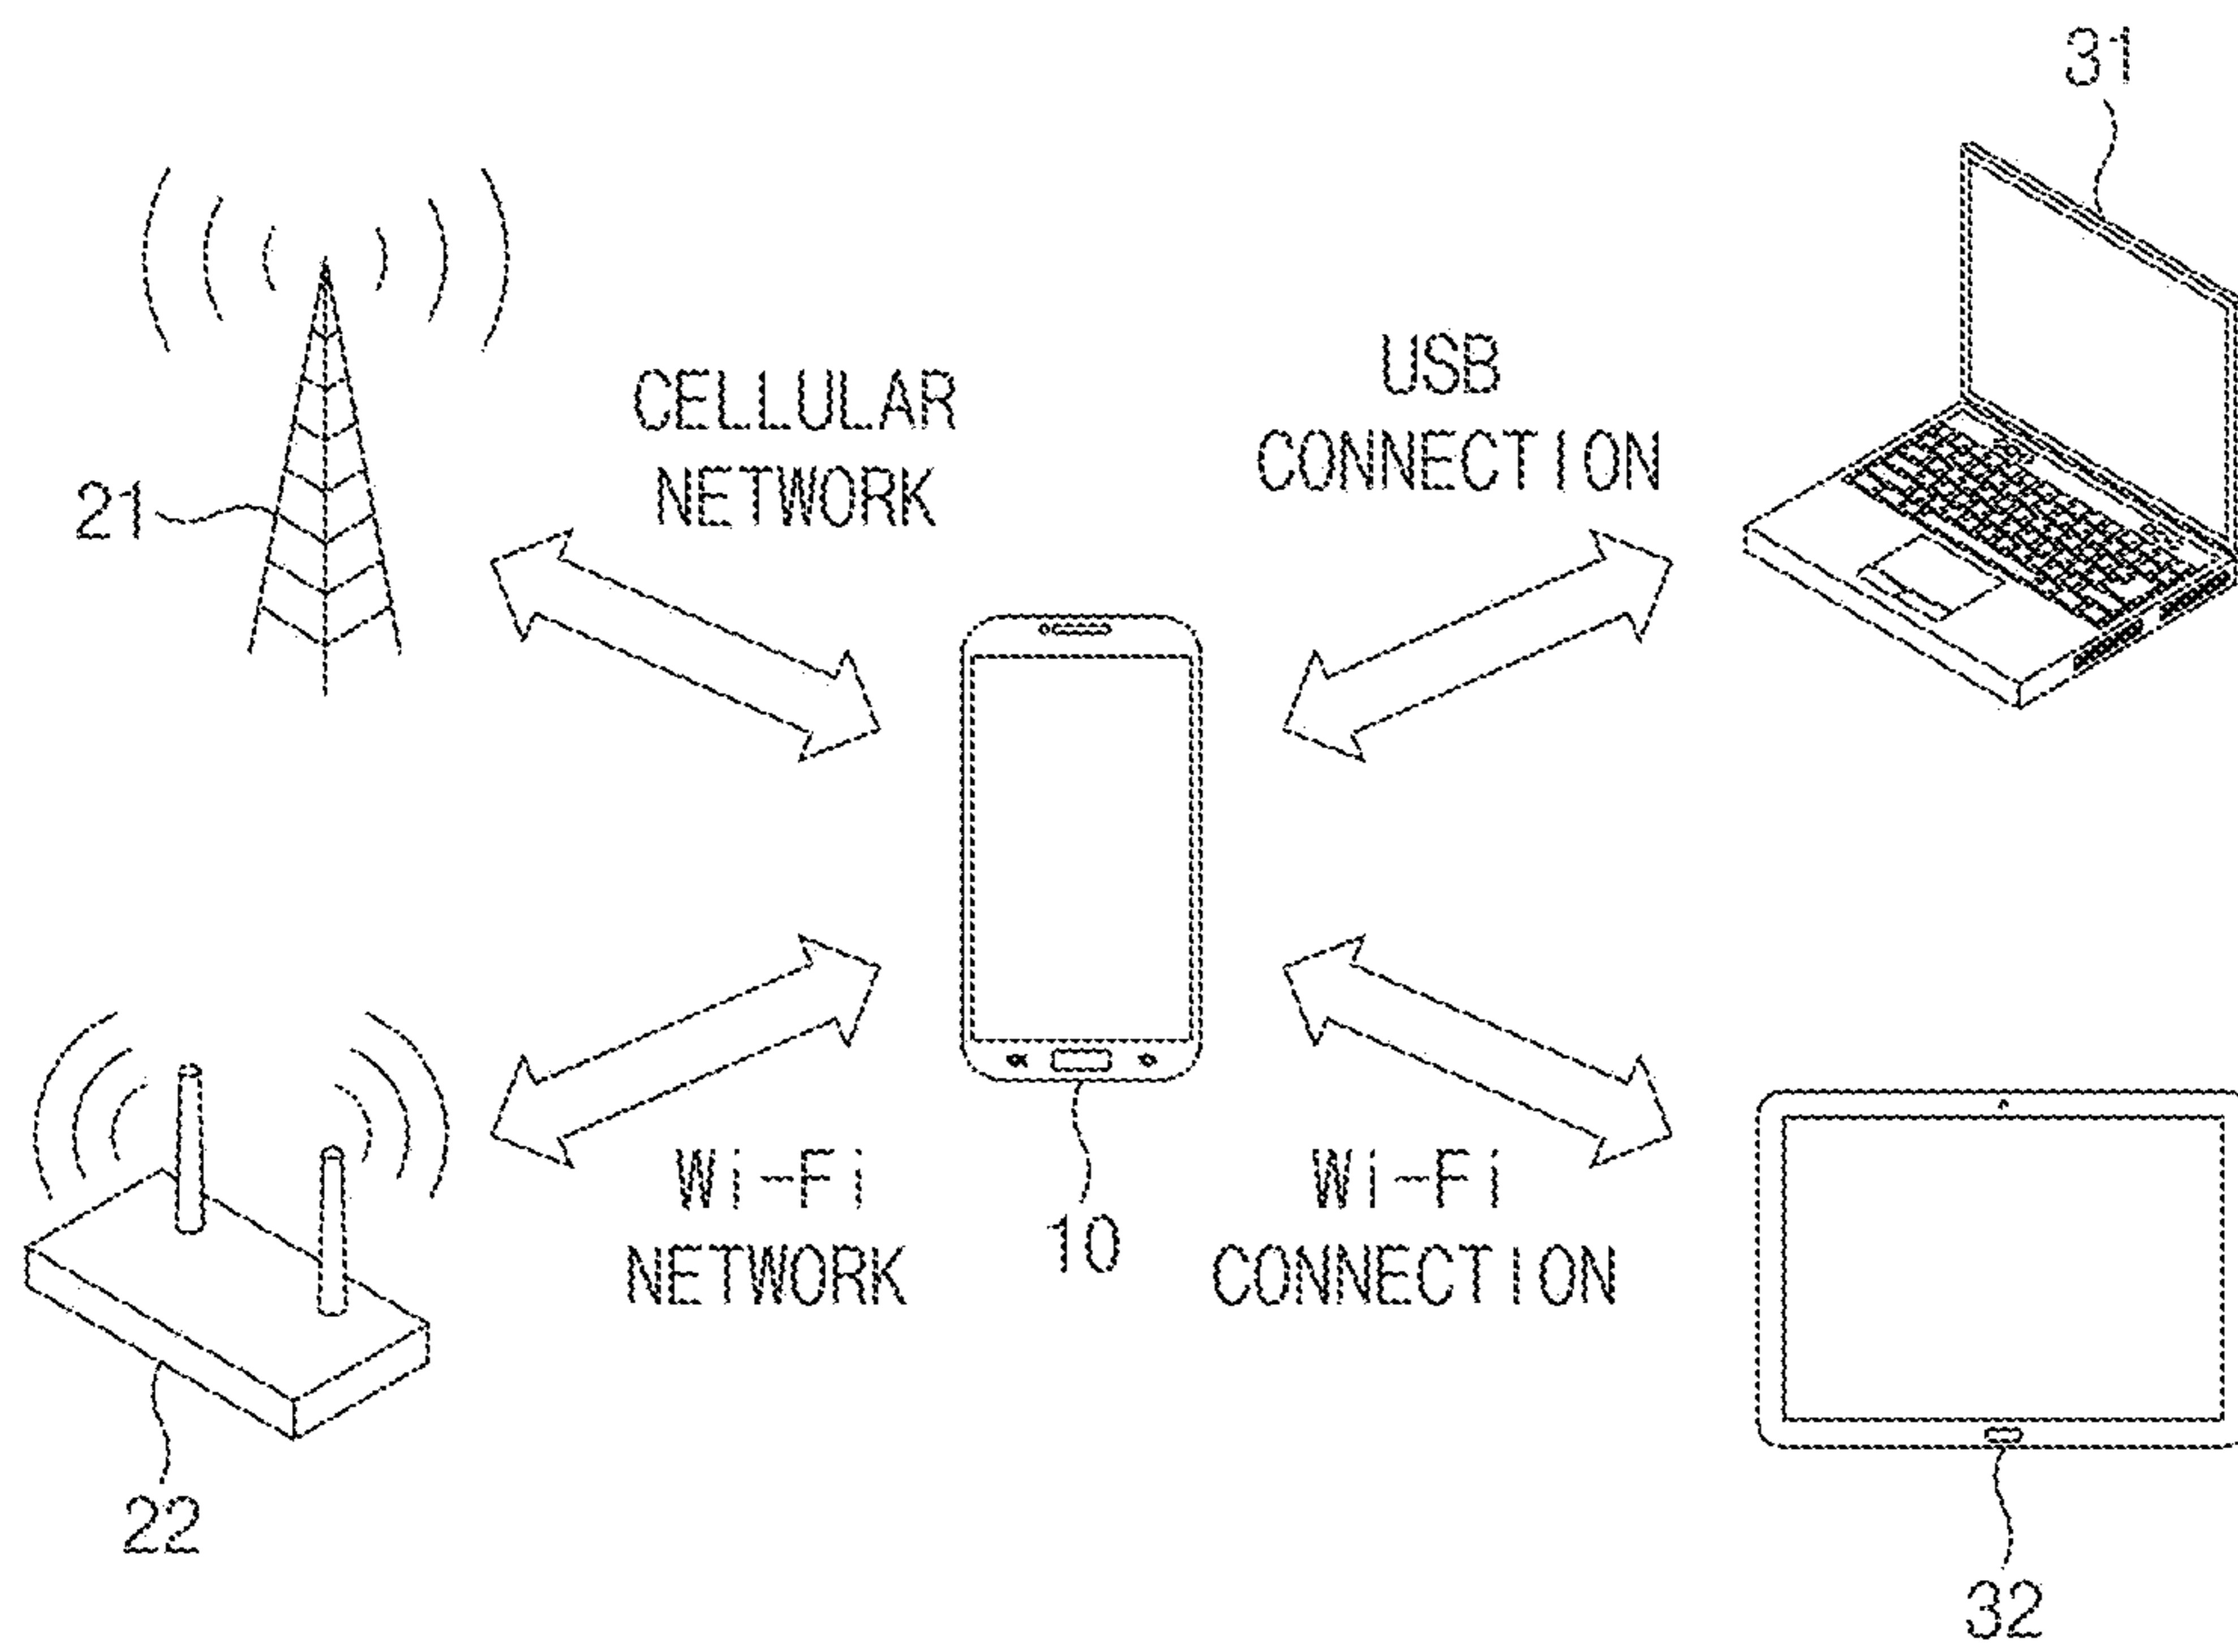 31
CELLULAR
NETWORK
USB
CONNECTION
21
Wi-Fi
NETWORK
10
Wi-Fi
CONNECTION
22
32